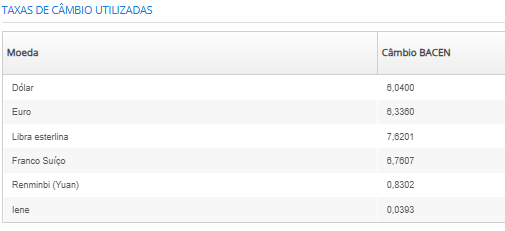 TAXAS DE CÂMBIO UTILIZADAS
Moeda Câmbio BACEN
Dólar 6,0400
Euro 6,3360
Libra esterlina 7,6201
Franco Suíço 6,7607
Renminbi (Yuan) 0,8302
Iene 0,0393